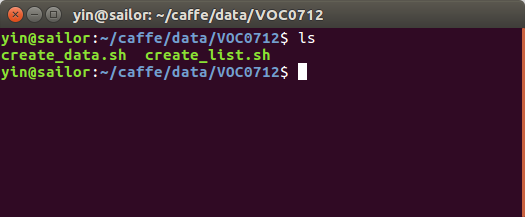 yin@sailor: ~/caffe/data/VOC0712
yin@sailor:~/caffe/data/VOC0712$ ls
create_data.sh  create_list.sh
yin@sailor:~/caffe/data/VOC0712$